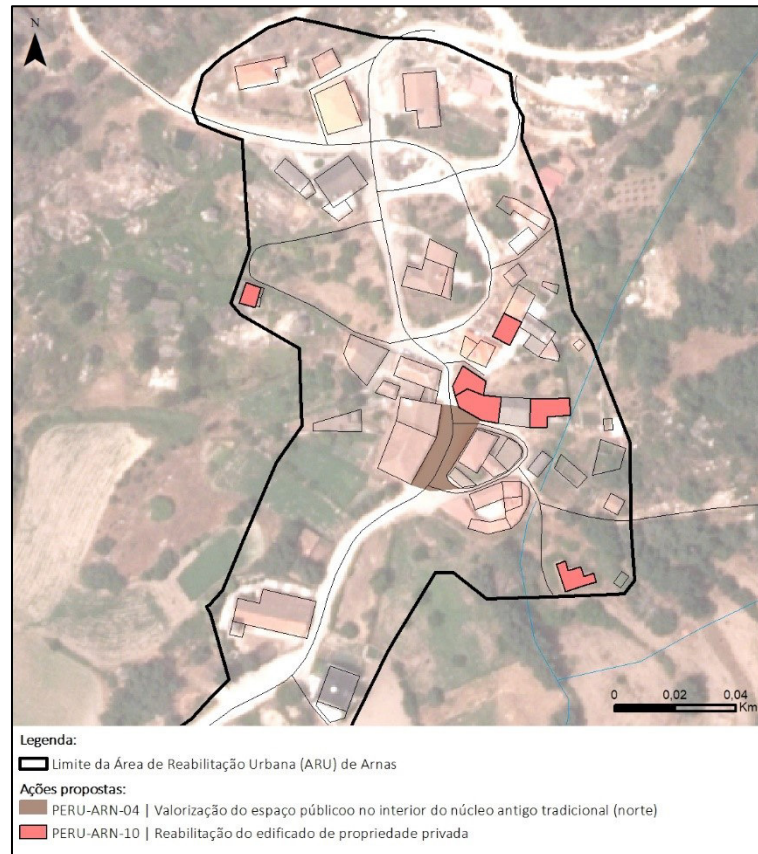 N
0 0,02 0,04
Km
Legenda:
Limite da Área de Reabilitação Urbana (ARU) de Arnas
Ações propostas:
PERU-ARN-04 | Valorização do espaço públicoo no interior do núcleo antigo tradicional (norte)
PERU-ARN-10 | Reabilitação do edificado de propriedade privada